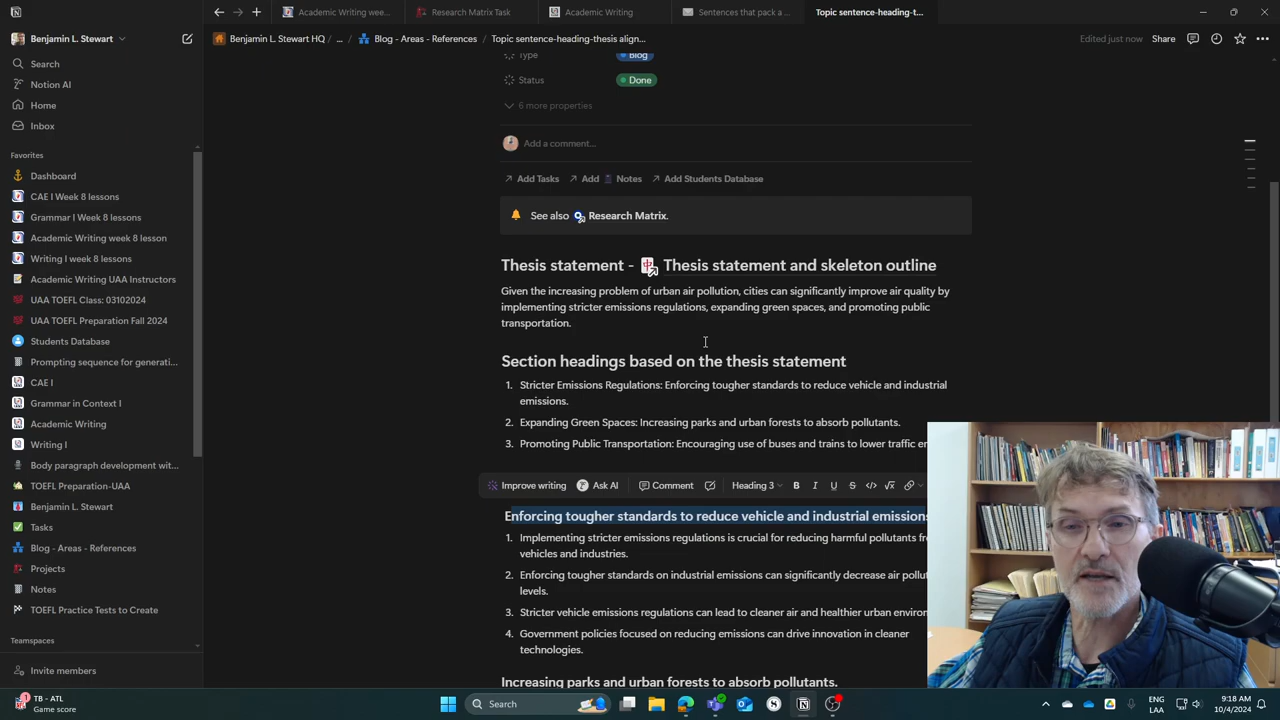 Academic Writing wee...
Research Matrix Task
Academic Writing
Sentences that pack a ...
Topic sentence-heading-t...
Benjamin L. Stewart
Benjamin L. Stewart HQ / ... / Blog - Areas - References / Topic sentence-heading-thesis align...
Edited just now Share
Search
Notion AI
Home
Inbox
Favorites
Dashboard
CAE I Week 8 lessons
Grammar I Week 8 lessons
Academic Writing week 8 lesson
Writing I week 8 lessons
Academic Writing UAA Instructors
UAA TOEFL Class: 03102024
UAA TOEFL Preparation Fall 2024
Students Database
Prompting sequence for generati...
CAE I
Grammar in Context I
Academic Writing
Writing I
Body paragraph development wit...
TOEFL Preparation-UAA
Benjamin L. Stewart
Tasks
Blog - Areas - References
Projects
Notes
TOEFL Practice Tests to Create
Teamspaces
Invite members
Type Blog
Status Done
6 more properties
Add a comment...
Add Tasks Add Notes Add Students Database
See also Research Matrix.
Thesis statement - 中 Thesis statement and skeleton outline
Given the increasing problem of urban air pollution, cities can significantly improve air quality by
implementing stricter emissions regulations, expanding green spaces, and promoting public
transportation.
Section headings based on the thesis statement
1. Stricter Emissions Regulations: Enforcing tougher standards to reduce vehicle and industrial
emissions.
2. Expanding Green Spaces: Increasing parks and urban forests to absorb pollutants.
3. Promoting Public Transportation: Encouraging use of buses and trains to lower traffic
Improve writing Ask AI Comment Heading 3 B I U </> √x
Enforcing tougher standards to reduce vehicle and industrial emissions
1. Implementing stricter emissions regulations is crucial for reducing harmful pollutants
vehicles and industries.
2. Enforcing tougher standards on industrial emissions can significantly decrease air
levels.
3. Stricter vehicle emissions regulations can lead to cleaner air and healthier urban
4. Government policies focused on reducing emissions can drive innovation in cleaner
technologies.
Increasing parks and urban forests to absorb pollutants.
TB - ATL
Game score
Search
ENG
LAA
9:18 AM
10/4/2024